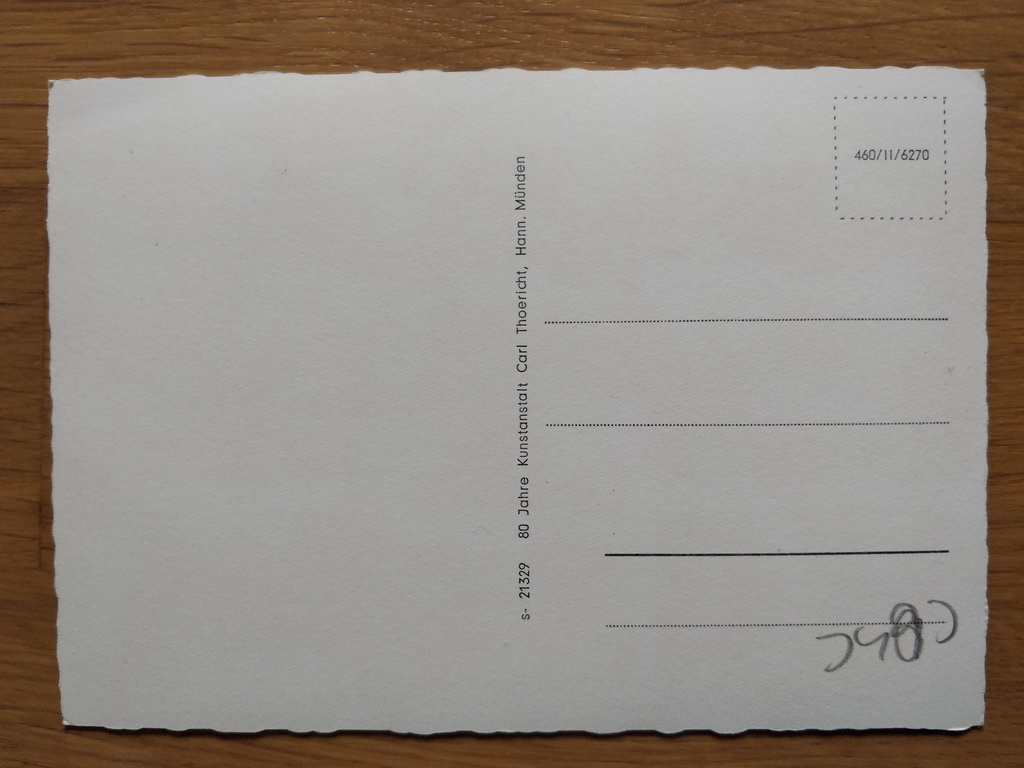 460/II/6270
s- 21329 80 Jahre Kunstanstalt Carl Thoericht, Hann. Münden